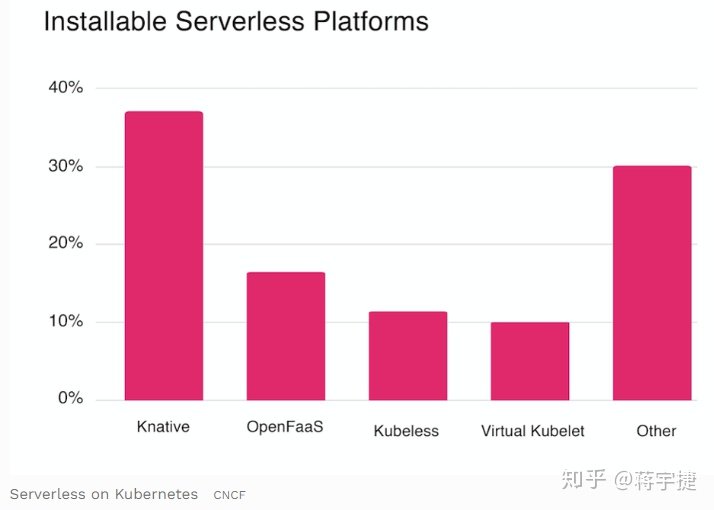 Installable Serverless Platforms
40%
30%
20%
10%
0%
Knative OpenFaaS Kubeless Virtual Kubelet Other
知乎 @蒋宇捷
Serverless on Kubernetes CNCF